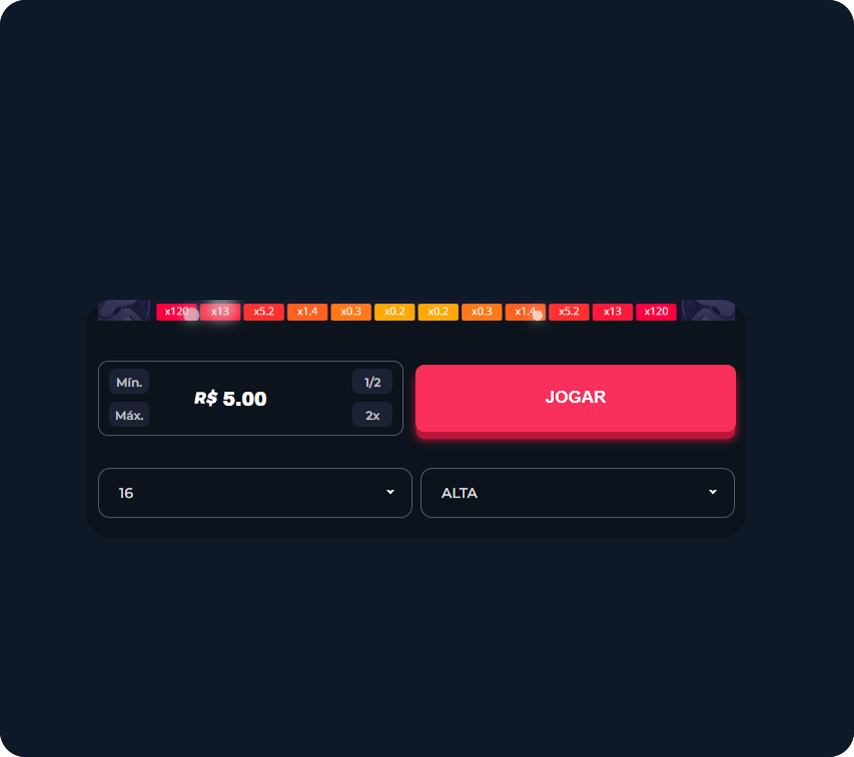 x120 x13 x5.2 x1.4 x0.3 x0.2 x0.2 x0.3 x1.4 x5.2 x13 x120
Mín. 1/2
R$ 5.00 JOGAR
Máx. 2x
16 ALTA